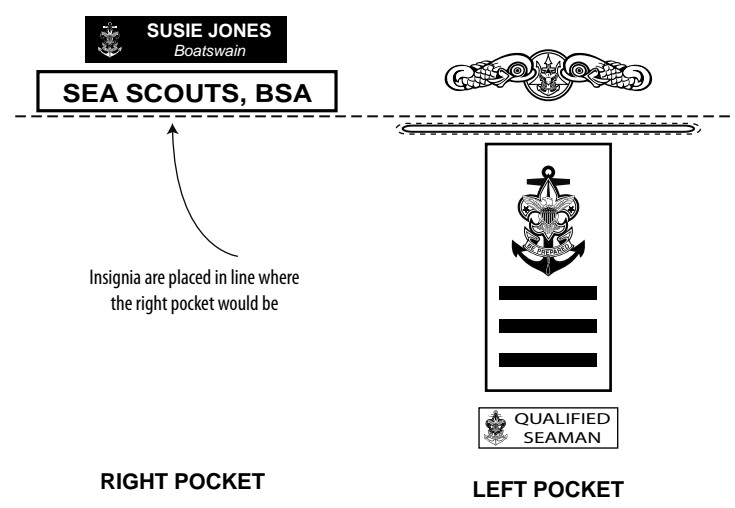 SUSIE JONES
Boatswain
SEA SCOUTS, BSA
Insignia are placed in line where
the right pocket would be
RIGHT POCKET
BE PREPARED
QUALIFIED
SEAMAN
LEFT POCKET